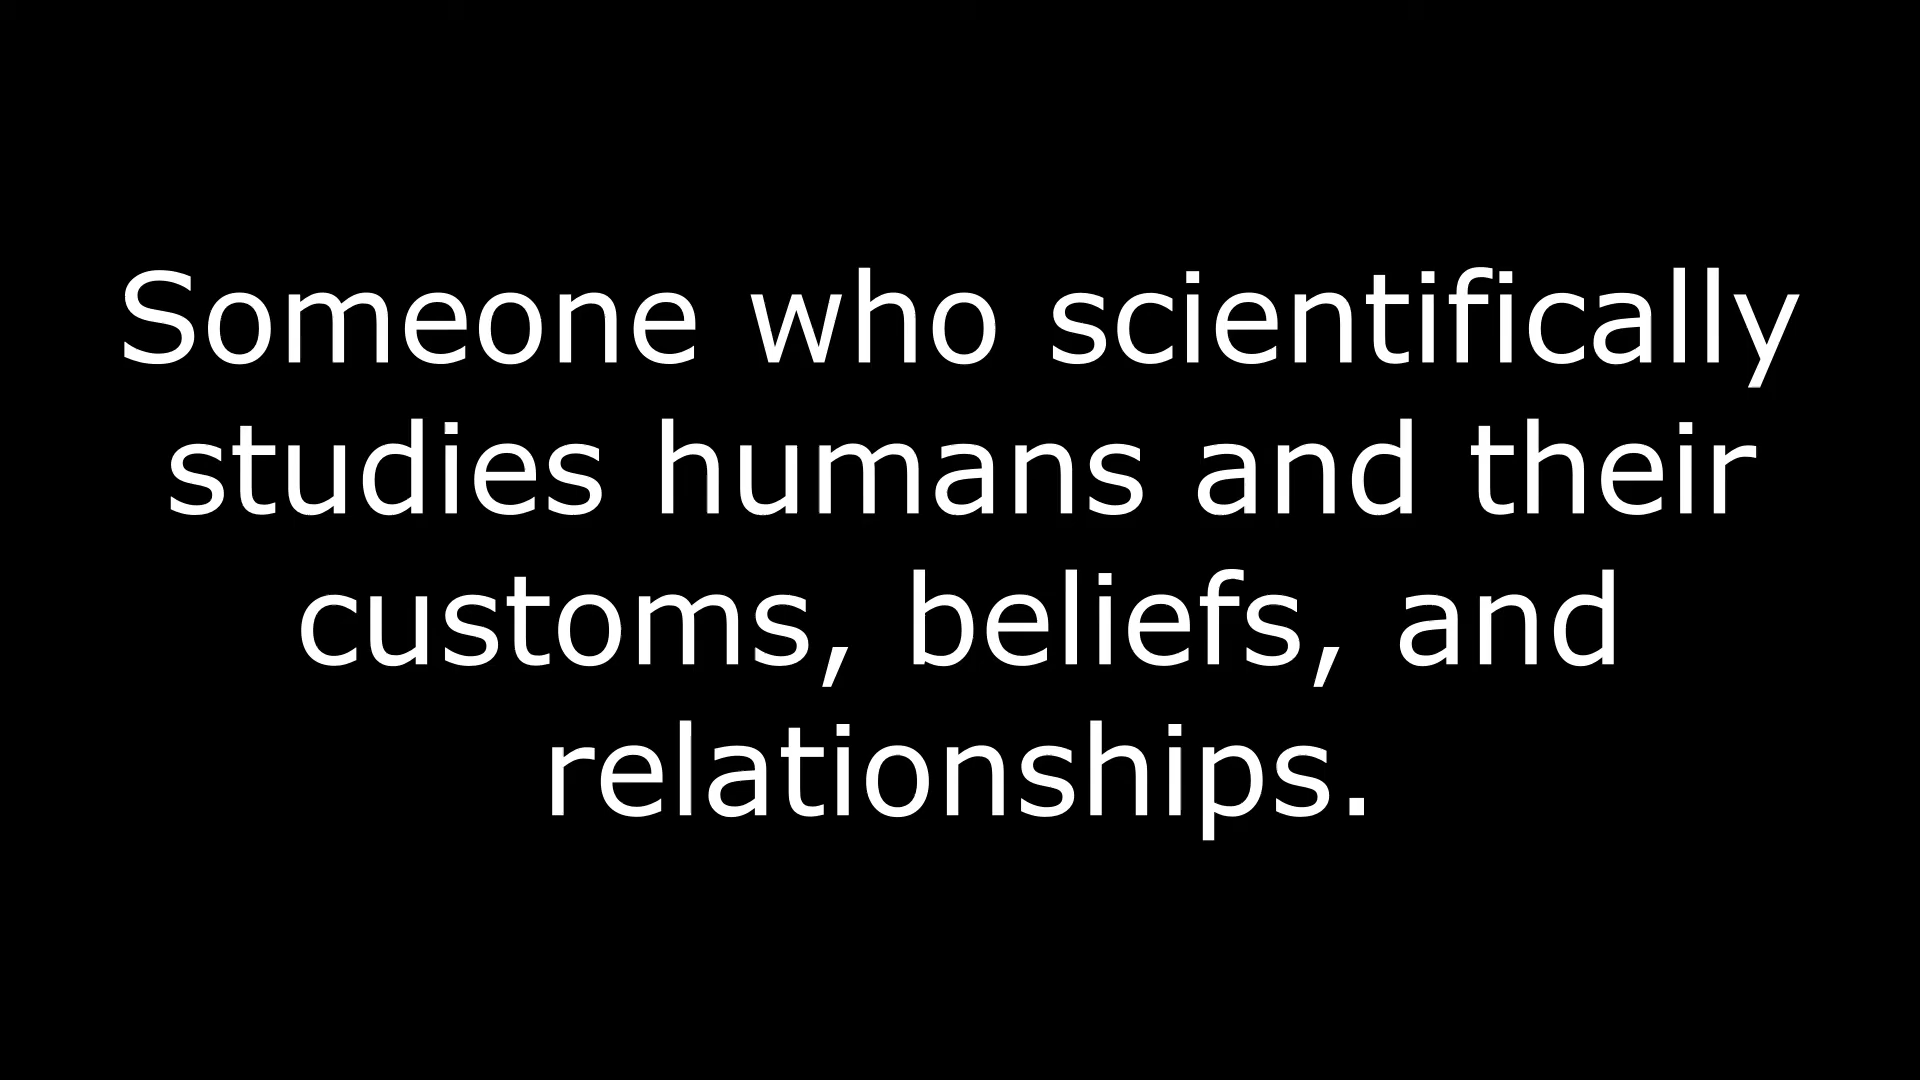 Someone who scientifically
studies humans and their
customs, beliefs, and
relationships.